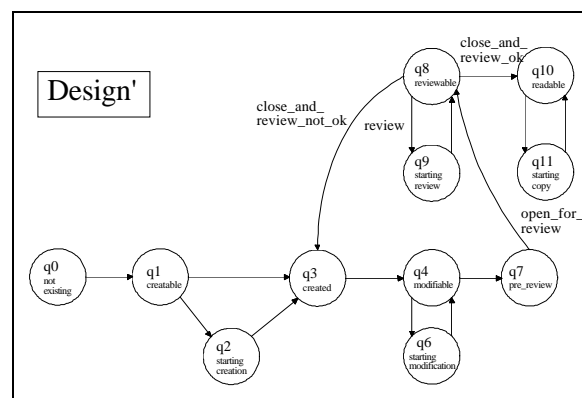 Design'
close_and_
review_ok
q8
reviewable
q10
readable
close_and_
review_not_ok
review
q9
starting
review
q11
starting
copy
open_for_
review
q0
not
existing
q1
creatable
q3
created
q4
modifiable
q7
pre_review
q2
starting
creation
q6
starting
modification